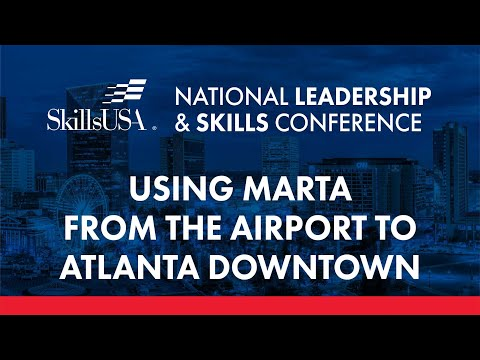 SkillsUSA®
NATIONAL LEADERSHIP
& SKILLS CONFERENCE
USING MARTA
FROM THE AIRPORT TO
ATLANTA DOWNTOWN